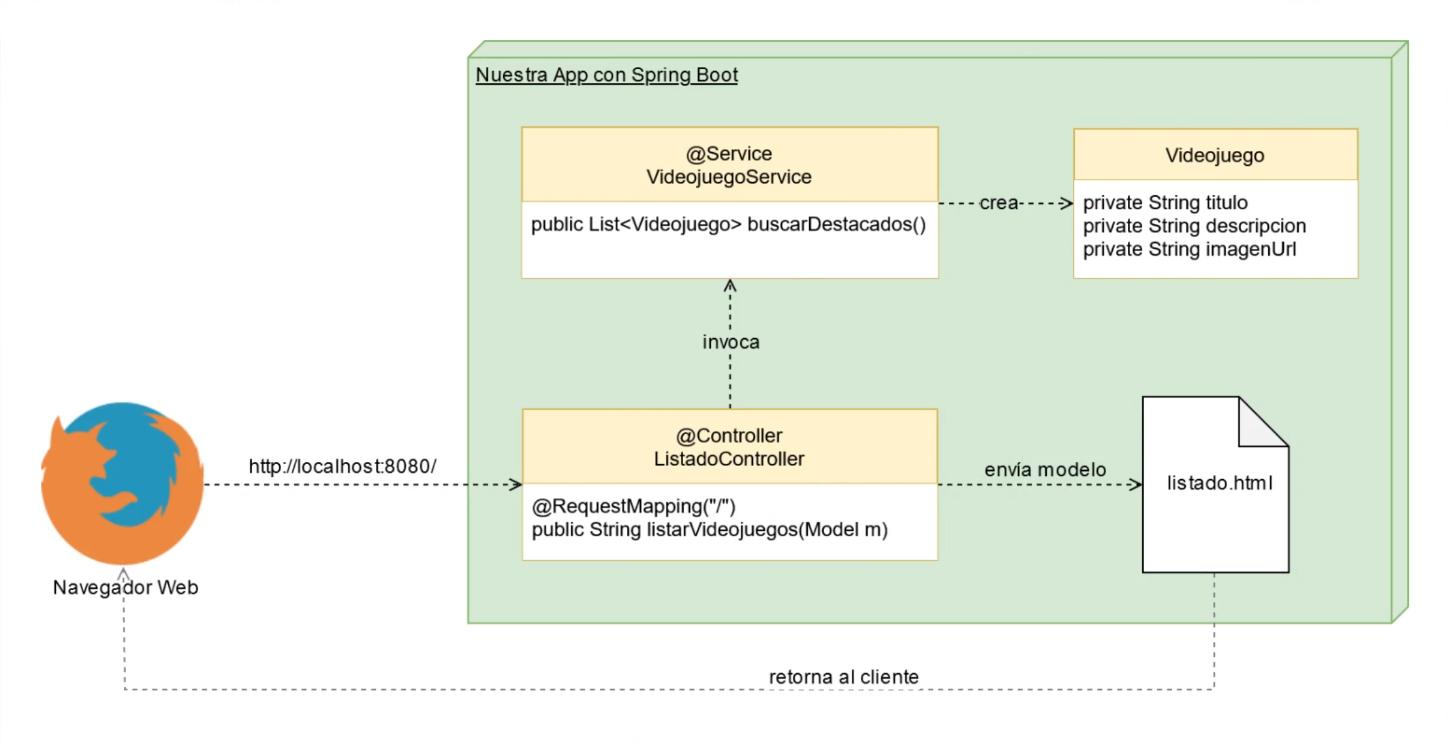 Nuestra App con Spring Boot
@Service
VideojuegoService
public List<Videojuego> buscarDestacados()
crea
Videojuego
private String titulo
private String descripcion
private String imagenUrl
invoca
Navegador Web
http://localhost:8080/
@Controller
ListadoController
@RequestMapping("/")
public String listarVideojuegos(Model m)
envía modelo
listado.html
retorna al cliente